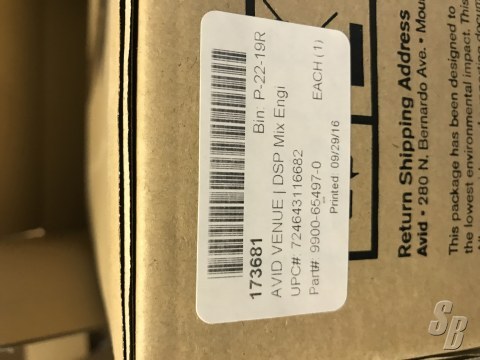 173681
Bin: P-22-19R
AVID VENUE | DSP Mix Engi
UPC# 724643116682
EACH (1)
Part# 9900-65497-0
Printed 09/29/16
Return Shipping Address
Avid • 280 N. Bernardo Ave. • Mou
This package has been designed to
the lowest environmental impact. This
SB